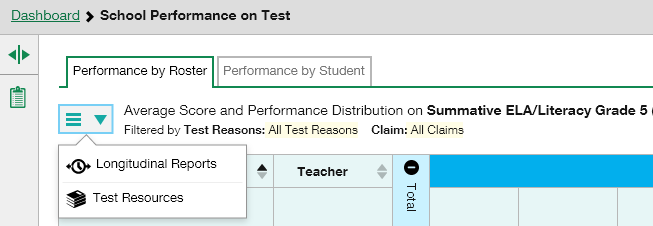 Dashboard > School Performance on Test
Performance by Roster
Performance by Student
Average Score and Performance Distribution on Summative ELA/Literacy Grade 5 (
Filtered by Test Reasons: All Test Reasons Claim: All Claims
Longitudinal Reports
Test Resources
Teacher
Total